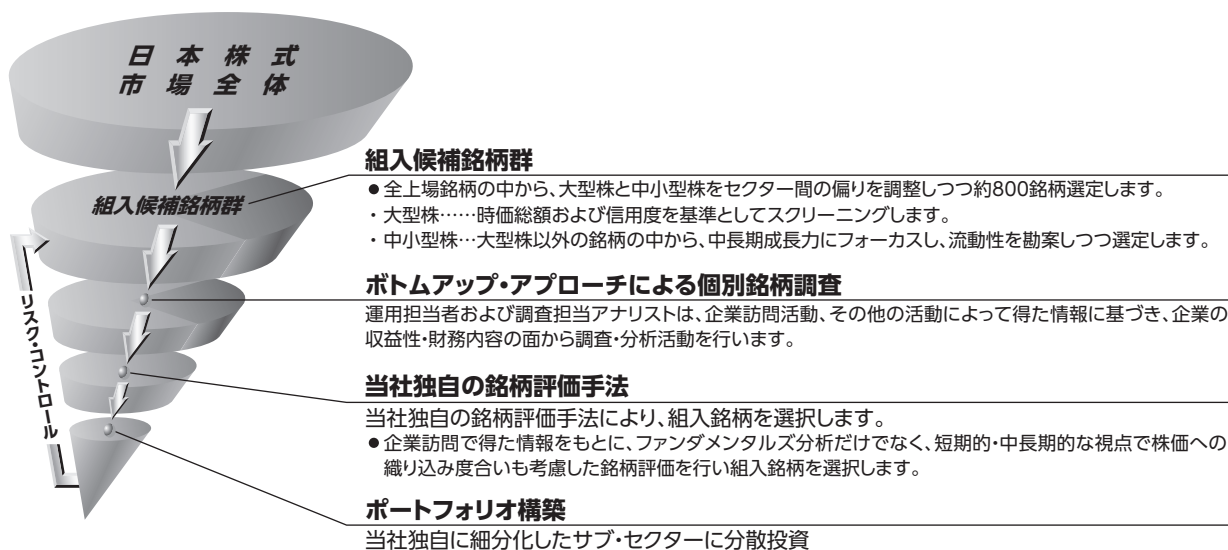 日本株式
市場全体
組入候補銘柄群
リスク・コントロール
組入候補銘柄群
●全上場銘柄の中から、大型株と中小型株をセクター間の偏りを調整しつつ約800銘柄選定します。
・大型株……時価総額および信用度を基準としてスクリーニングします。
・中小型株…大型株以外の銘柄の中から、中長期成長力にフォーカスし、流動性を勘案しつつ選定します。
ボトムアップ・アプローチによる個別銘柄調査
運用担当者および調査担当アナリストは、企業訪問活動、その他の活動によって得た情報に基づき、企業の
収益性・財務内容の面から調査・分析活動を行います。
当社独自の銘柄評価手法
当社独自の銘柄評価手法により、組入銘柄を選択します。
●企業訪問で得た情報をもとに、ファンダメンタルズ分析だけでなく、短期的・中長期的な視点で株価への
織り込み度合いも考慮した銘柄評価を行い組入銘柄を選択します。
ポートフォリオ構築
当社独自に細分化したサブ・セクターに分散投資